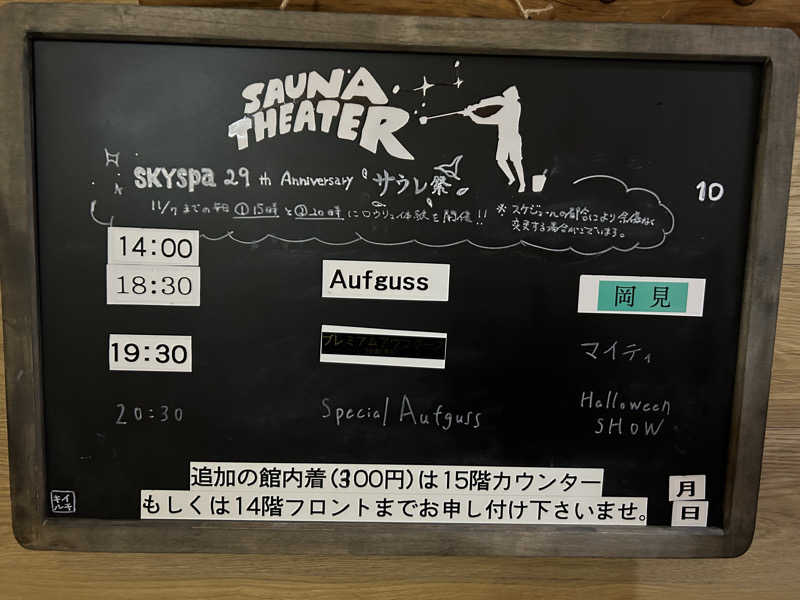 SAUNA
THEATER
SKYspa 29th Anniversary サウレ祭
11/7までの毎日①15時と②20時にロウリュ体験を開催!!
※スケジュールの都合により余儀なく
変更する場合がございます。
10
14:00
18:30 Aufguss 岡見
19:30 プレミアムアウフグース マイティ
20:30 Special Aufguss Halloween
SHOW
追加の館内着(300円)は15階カウンター
もしくは14階フロントまでお申し付け下さいませ。
月
日